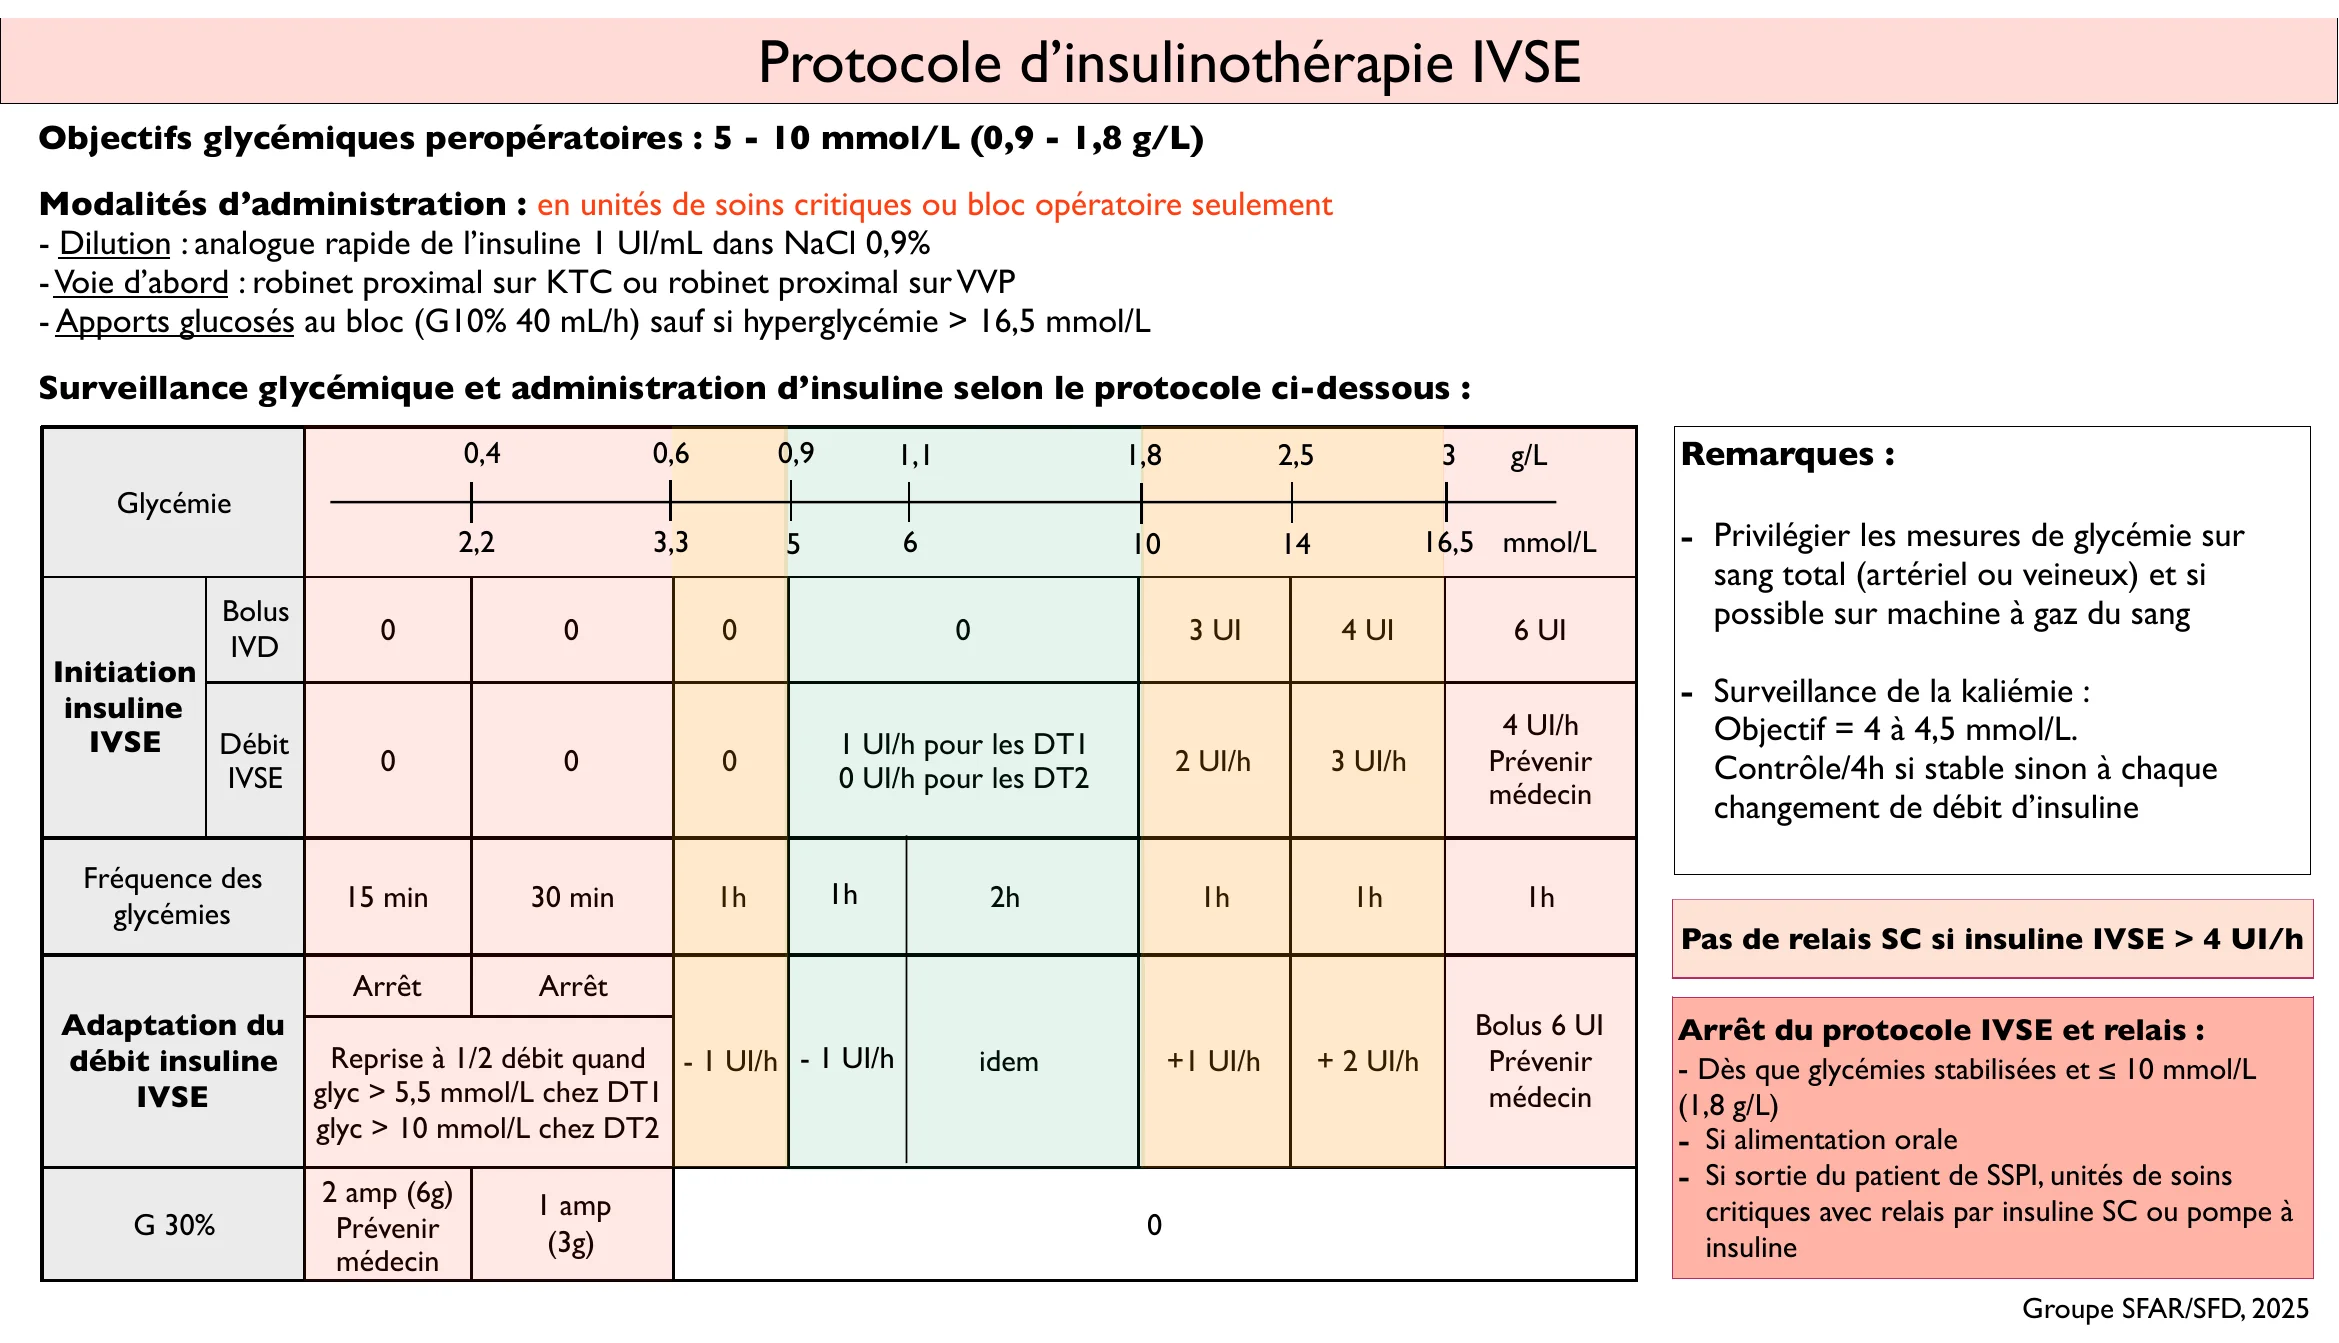 Protocole d’insulinothérapie IVSE
Objectifs glycémiques peropératoires : 5 - 10 mmol/L (0,9 - 1,8 g/L)
Modalités d’administration : en unités de soins critiques ou bloc opératoire seulement
- Dilution : analogue rapide de l’insuline 1 UI/mL dans NaCl 0,9%
- Voie d’abord : robinet proximal sur KTC ou robinet proximal sur VVP
- Apports glucosés au bloc (G10% 40 mL/h) sauf si hyperglycémie > 16,5 mmol/L
Surveillance glycémique et administration d’insuline selon le protocole ci-dessous :
Glycémie
0,4 0,6 0,9 1,1 1,8 2,5 3 g/L
2,2 3,3 5 6 10 14 16,5 mmol/L
Initiation
insuline
IVSE
Bolus
IVD
0 0 0 0 3 UI 4 UI 6 UI
Débit
IVSE
0 0 0
1 UI/h pour les DT1
0 UI/h pour les DT2
2 UI/h 3 UI/h
4 UI/h
Prévenir
médecin
Fréquence des
glycémies
15 min 30 min 1h 1h 2h 1h 1h 1h
Adaptation du
débit insuline
IVSE
Arrêt Arrêt
Reprise à 1/2 débit quand
glyc > 5,5 mmol/L chez DT1
glyc > 10 mmol/L chez DT2
- 1 UI/h - 1 UI/h idem +1 UI/h + 2 UI/h
Bolus 6 UI
Prévenir
médecin
G 30%
2 amp (6g)
Prévenir
médecin
1 amp
(3g)
0
Remarques :
- Privilégier les mesures de glycémie sur
sang total (artériel ou veineux) et si
possible sur machine à gaz du sang
- Surveillance de la kaliémie :
Objectif = 4 à 4,5 mmol/L.
Contrôle/4h si stable sinon à chaque
changement de débit d’insuline
Pas de relais SC si insuline IVSE > 4 UI/h
Arrêt du protocole IVSE et relais :
- Dès que glycémies stabilisées et ≤ 10 mmol/L
(1,8 g/L)
- Si alimentation orale
- Si sortie du patient de SSPI, unités de soins
critiques avec relais par insuline SC ou pompe à
insuline
Groupe SFAR/SFD, 2025